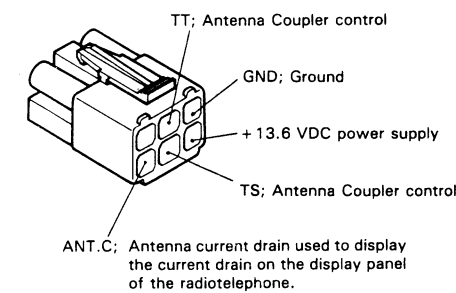 TT; Antenna Coupler control
GND; Ground
+13.6 VDC power supply
TS; Antenna Coupler control
ANT.C; Antenna current drain used to display
the current drain on the display panel
of the radiotelephone.